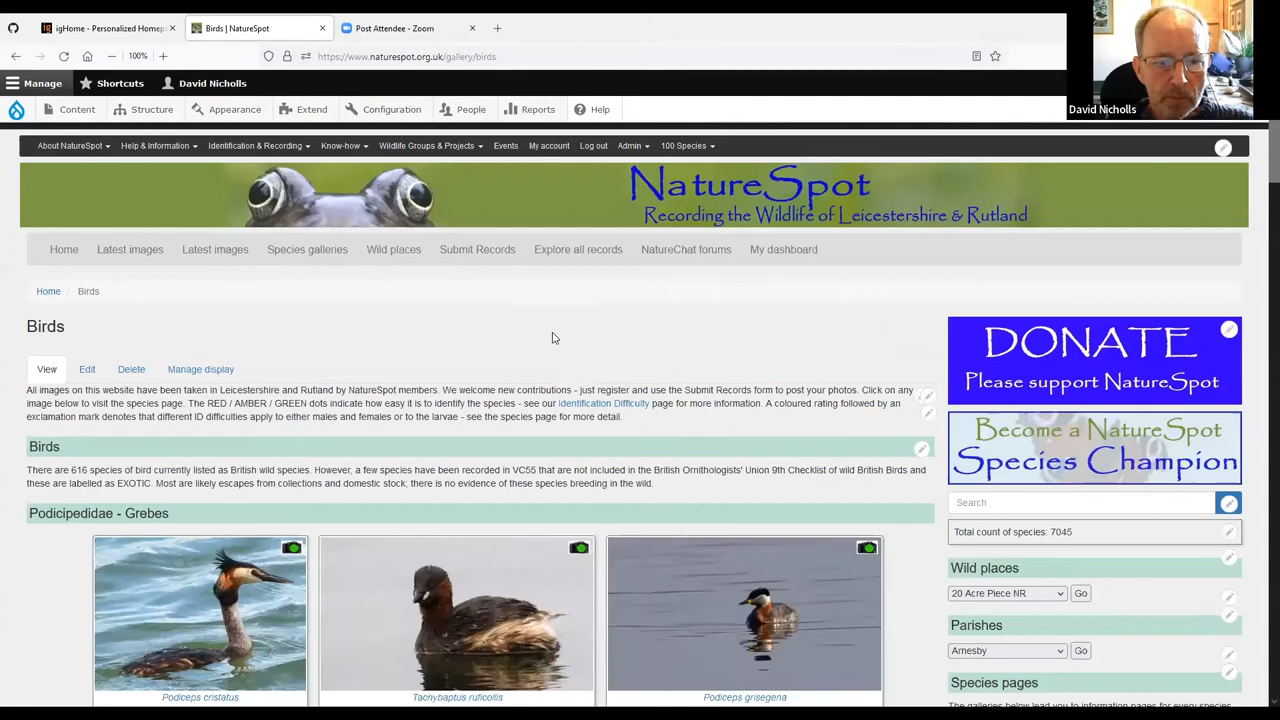 igHome - Personalized Homep
Birds | NatureSpot
Post Attendee - Zoom
100%
https://www.naturespot.org.uk/gallery/birds
David Nicholls
Manage
Shortcuts
David Nicholls
Content
Structure
Appearance
Extend
Configuration
People
Reports
Help
About NatureSpot
Help & Information
Identification & Recording
Know-how
Wildlife Groups & Projects
Events
My account
Log out
Admin
100 Species
NatureSpot
Recording the Wildlife of Leicestershire & Rutland
Home
Latest images
Latest images
Species galleries
Wild places
Submit Records
Explore all records
NatureChat forums
My dashboard
Home / Birds
Birds
View
Edit
Delete
Manage display
All images on this website have been taken in Leicestershire and Rutland by NatureSpot members. We welcome new contributions - just register and use the Submit Records form to post your photos. Click on any
image below to visit the species page. The RED / AMBER / GREEN dots indicate how easy it is to identify the species - see our Identification Difficulty page for more information. A coloured rating followed by an
exclamation mark denotes that different ID difficulties apply to either males and females or to the larvae - see the species page for more detail.
Birds
There are 616 species of bird currently listed as British wild species. However, a few species have been recorded in VC55 that are not included in the British Ornithologists' Union 9th Checklist of wild British Birds and
these are labelled as EXOTIC. Most are likely escapes from collections and domestic stock; there is no evidence of these species breeding in the wild.
Podicipedidae - Grebes
Podiceps cristatus
Tachybaptus ruficollis
Podiceps grisegena
DONATE
Please support NatureSpot
Become a NatureSpot
Species Champion
Search
Total count of species: 7045
Wild places
20 Acre Piece NR
Go
Parishes
Arnesby
Go
Species pages
The galleries below lead you to information pages for every species